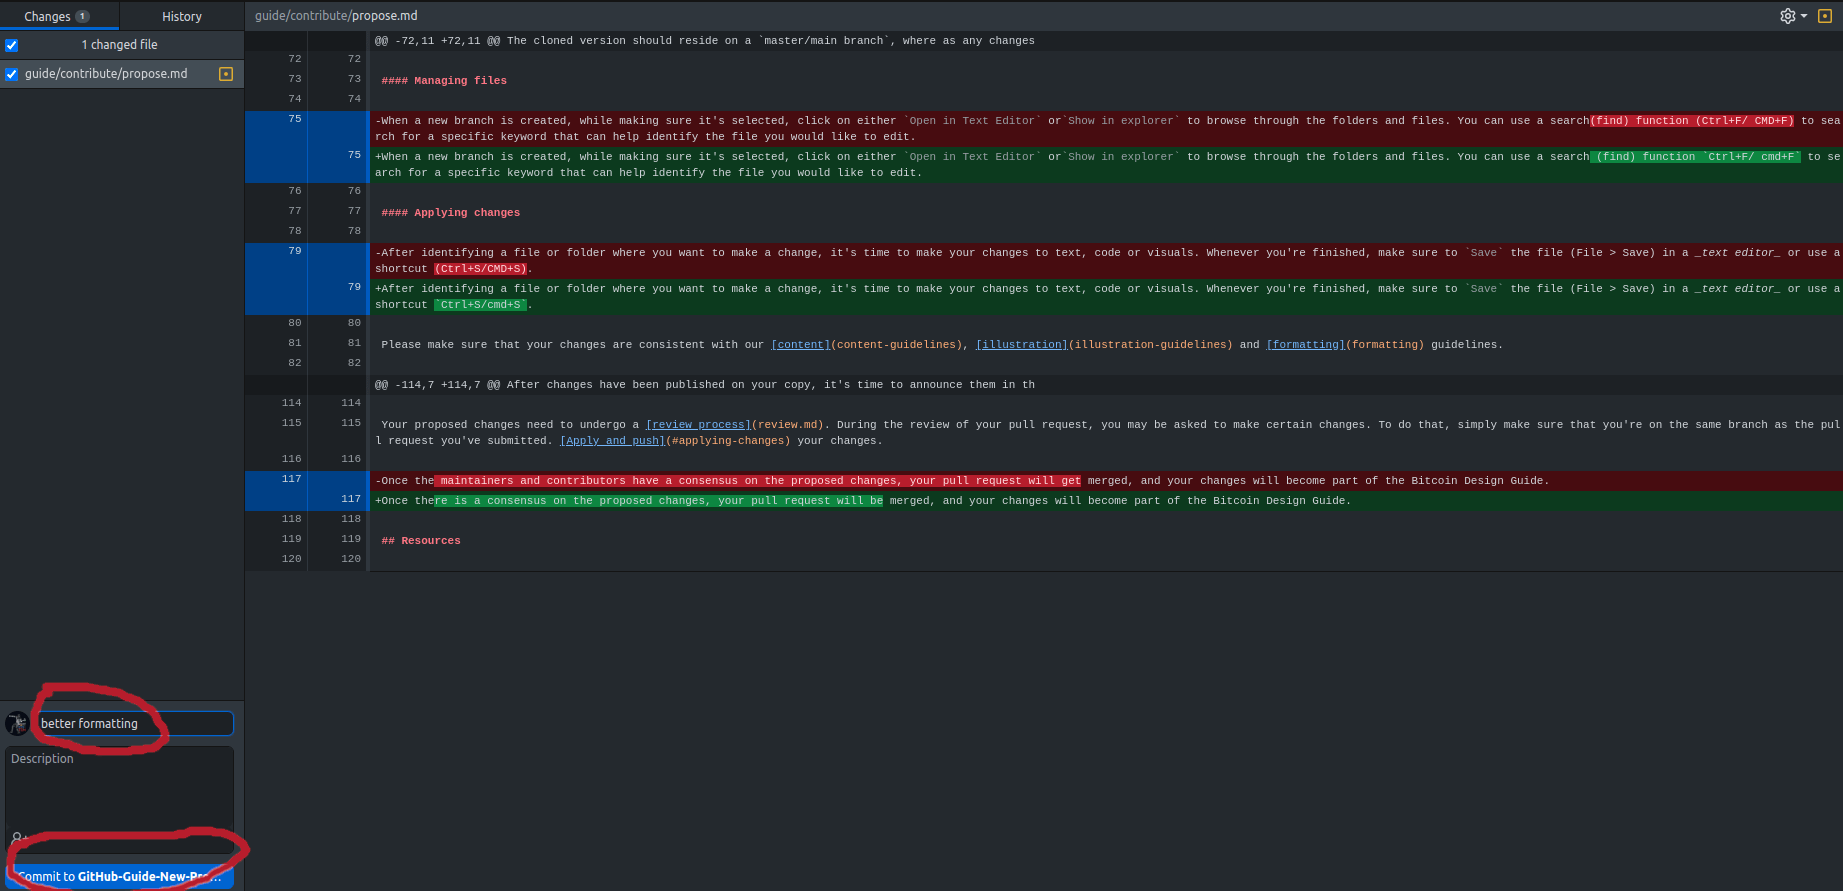 Changes 1 History
guide/contribute/propose.md
1 changed file
guide/contribute/propose.md
@@ -72,11 +72,11 @@ The cloned version should reside on a `master/main branch`, where as any changes
72 72
73 73 #### Managing files
74 74
75 -When a new branch is created, while making sure it's selected, click on either `Open in Text Editor` or`Show in explorer` to browse through the folders and files. You can use a search(find) function (Ctrl+F/ CMD+F) to sea
rch for a specific keyword that can help identify the file you would like to edit.
75 +When a new branch is created, while making sure it's selected, click on either `Open in Text Editor` or`Show in explorer` to browse through the folders and files. You can use a search (find) function `Ctrl+F/ cmd+F` to se
arch for a specific keyword that can help identify the file you would like to edit.
76 76
77 77 #### Applying changes
78 78
79 -After identifying a file or folder where you want to make a change, it's time to make your changes to text, code or visuals. Whenever you're finished, make sure to `Save` the file (File > Save) in a _text editor_ or use a
shortcut (Ctrl+S/CMD+S).
79 +After identifying a file or folder where you want to make a change, it's time to make your changes to text, code or visuals. Whenever you're finished, make sure to `Save` the file (File > Save) in a _text editor_ or use a
shortcut `Ctrl+S/cmd+S`.
80 80
81 81 Please make sure that your changes are consistent with our [content](content-guidelines), [illustration](illustration-guidelines) and [formatting](formatting) guidelines.
82 82
@@ -114,7 +114,7 @@ After changes have been published on your copy, it's time to announce them in th
114 114
115 115 Your proposed changes need to undergo a [review process](review.md). During the review of your pull request, you may be asked to make certain changes. To do that, simply make sure that you're on the same branch as the pul
l request you've submitted. [Apply and push](#applying-changes) your changes.
116 116
117 -Once the maintainers and contributors have a consensus on the proposed changes, your pull request will get merged, and your changes will become part of the Bitcoin Design Guide.
117 +Once there is a consensus on the proposed changes, your pull request will be merged, and your changes will become part of the Bitcoin Design Guide.
118 118
119 119 ## Resources
120 120
better formatting
Description
Commit to GitHub-Guide-New-Pro...